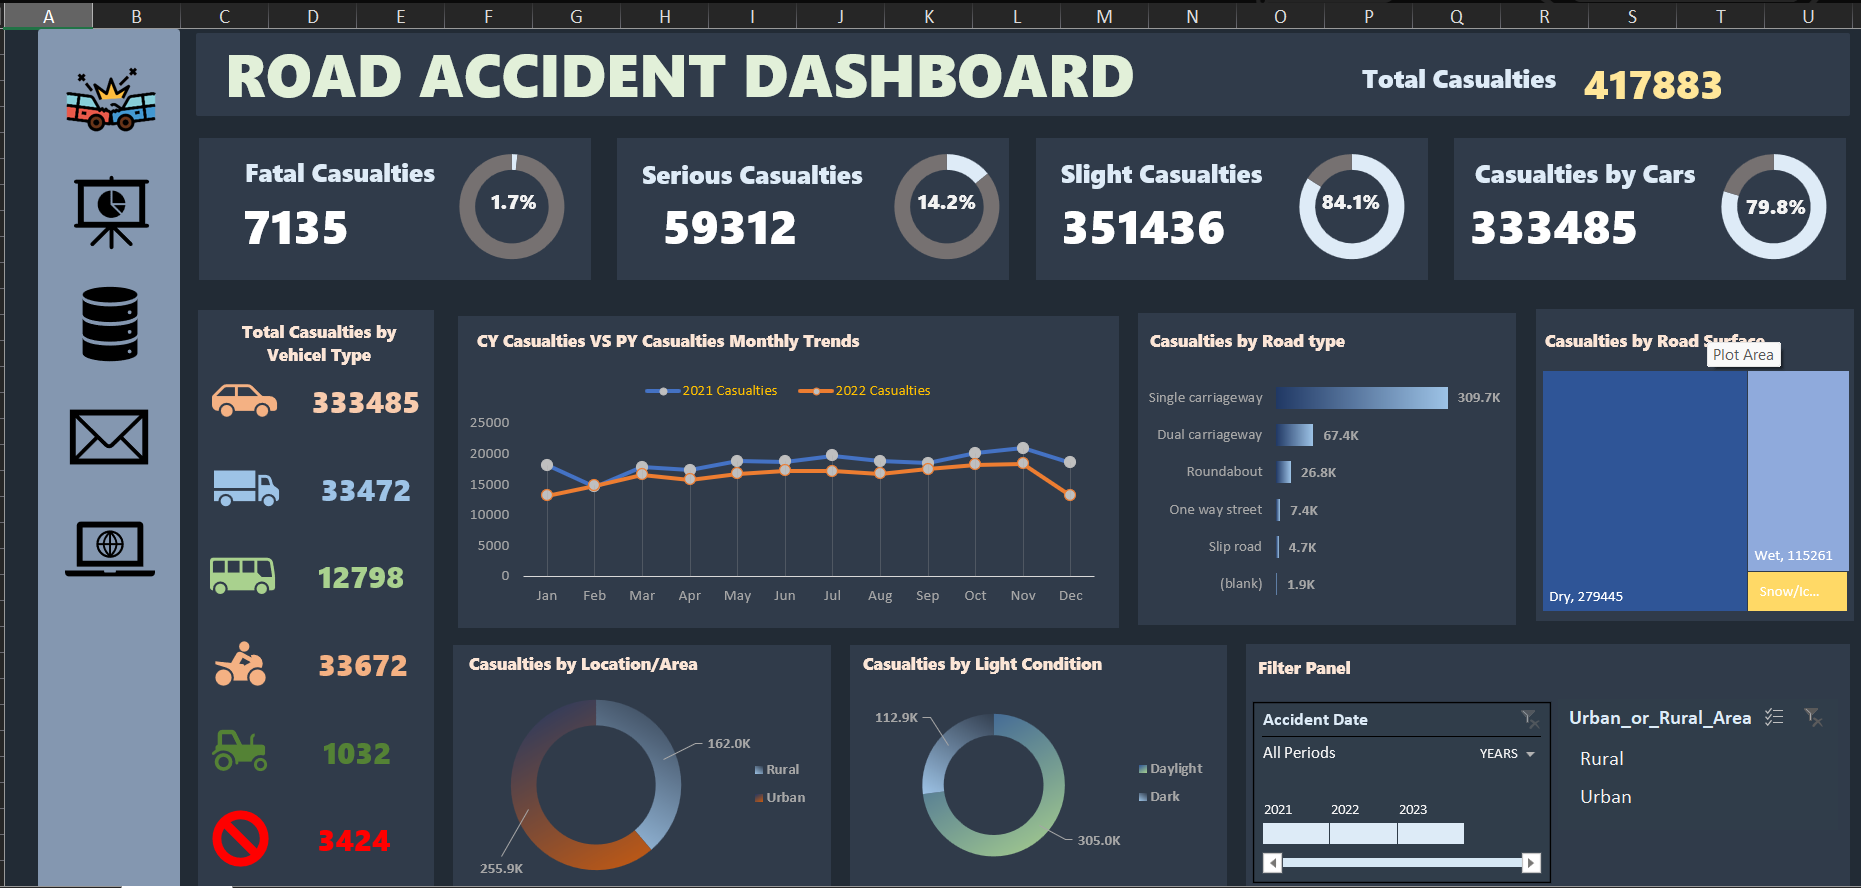 A B C D E F G H I J K L M N O P Q R S T U
ROAD ACCIDENT DASHBOARD
Total Casualties 417883
Fatal Casualties
7135
1.7%
Serious Casualties
59312
14.2%
Slight Casualties
351436
84.1%
Casualties by Cars
333485
79.8%
Total Casualties by
Vehicel Type
333485
33472
12798
33672
1032
3424
CY Casualties VS PY Casualties Monthly Trends
2021 Casualties 2022 Casualties
25000
20000
15000
10000
5000
0
Jan Feb Mar Apr May Jun Jul Aug Sep Oct Nov Dec
Casualties by Road type
Single carriageway 309.7K
Dual carriageway 67.4K
Roundabout 26.8K
One way street 7.4K
Slip road 4.7K
(blank) 1.9K
Casualties by Road Surface
Plot Area
Wet, 115261
Snow/Ic...
Dry, 279445
Casualties by Location/Area
162.0K
Rural
Urban
255.9K
Casualties by Light Condition
112.9K
Daylight
Dark
305.0K
Filter Panel
Accident Date
All Periods YEARS
2021 2022 2023
Urban_or_Rural_Area
Rural
Urban